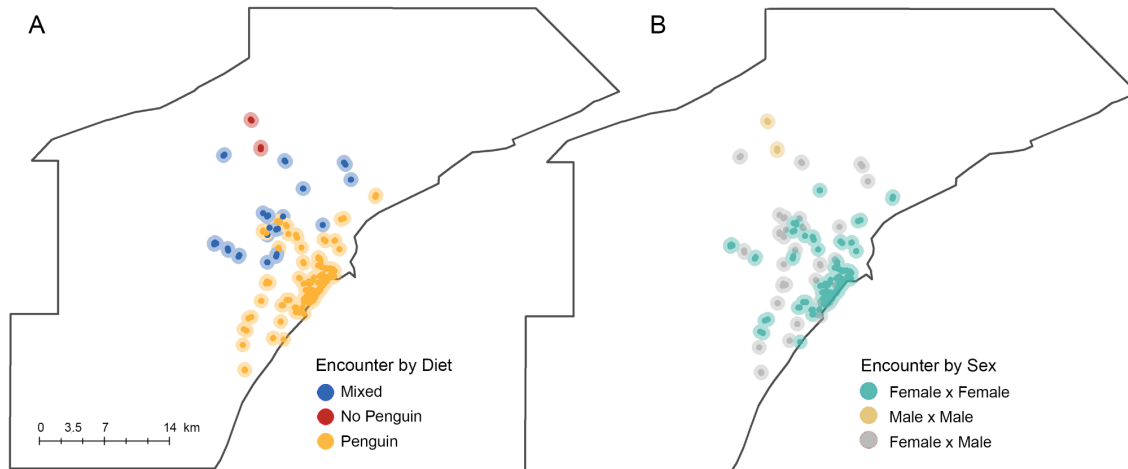 A
B
Encounter by Diet
Mixed
No Penguin
Penguin
0 3.5 7 14 km
Encounter by Sex
Female x Female
Male x Male
Female x Male